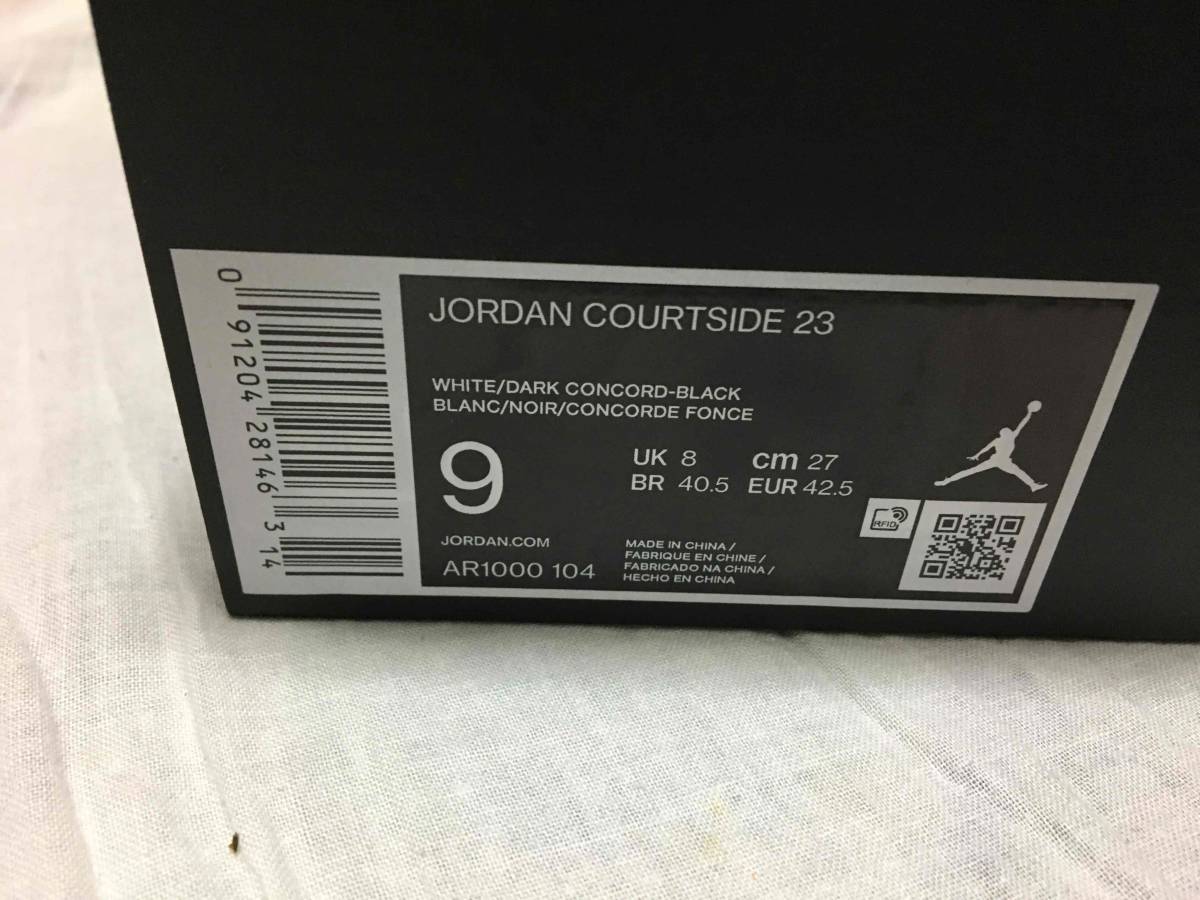 0 91204 28146 3 14
JORDAN COURTSIDE 23
WHITE/DARK CONCORD-BLACK
BLANC/NOIR/CONCORDE FONCE
9
UK 8 cm 27
BR 40.5 EUR 42.5
JORDAN.COM
AR1000 104
MADE IN CHINA /
FABRIQUE EN CHINE /
FABRICADO NA CHINA /
HECHO EN CHINA
RFID